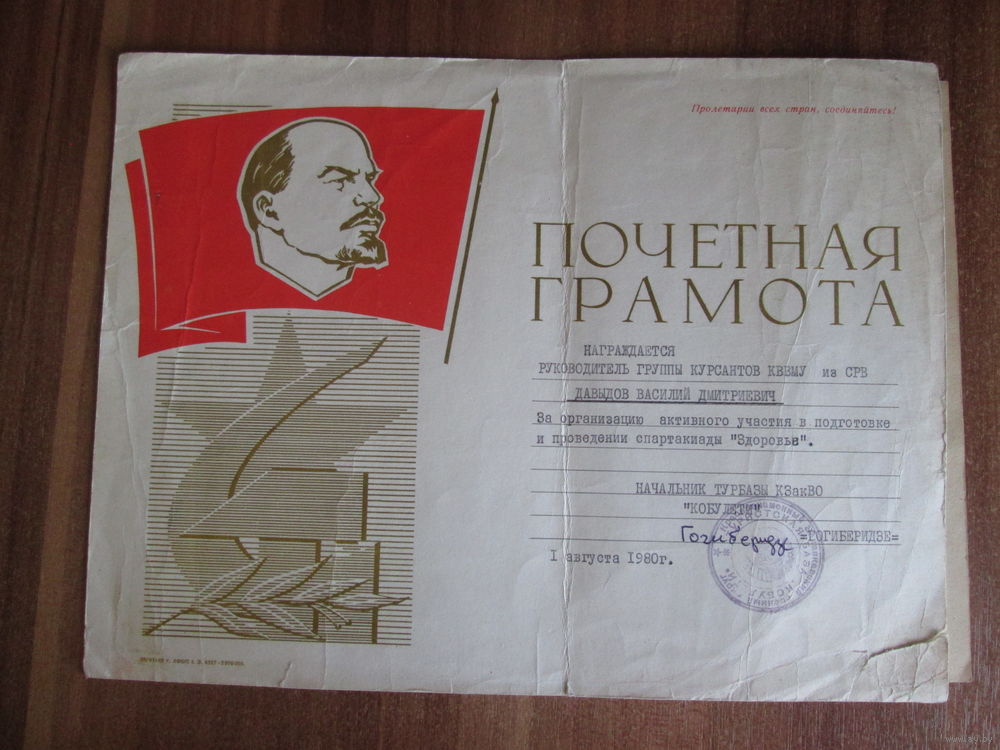 Пролетарии всех стран, соединяйтесь!
ПОЧЕТНАЯ
ГРАМОТА
НАГРАЖДАЕТСЯ
РУКОВОДИТЕЛЬ ГРУППЫ КУРСАНТОВ КВВМУ из СРВ
ДАВЫДОВ ВАСИЛИЙ ДМИТРИЕВИЧ
За организацию активного участия в подготовке
и проведении спартакиады "Здоровье".
НАЧАЛЬНИК ТУРБАЗЫ КЗакВО
"КОБУЛЕТИ"
Гогиберидзе =ГОГИБЕРИДЗЕ=
I августа 1980г.